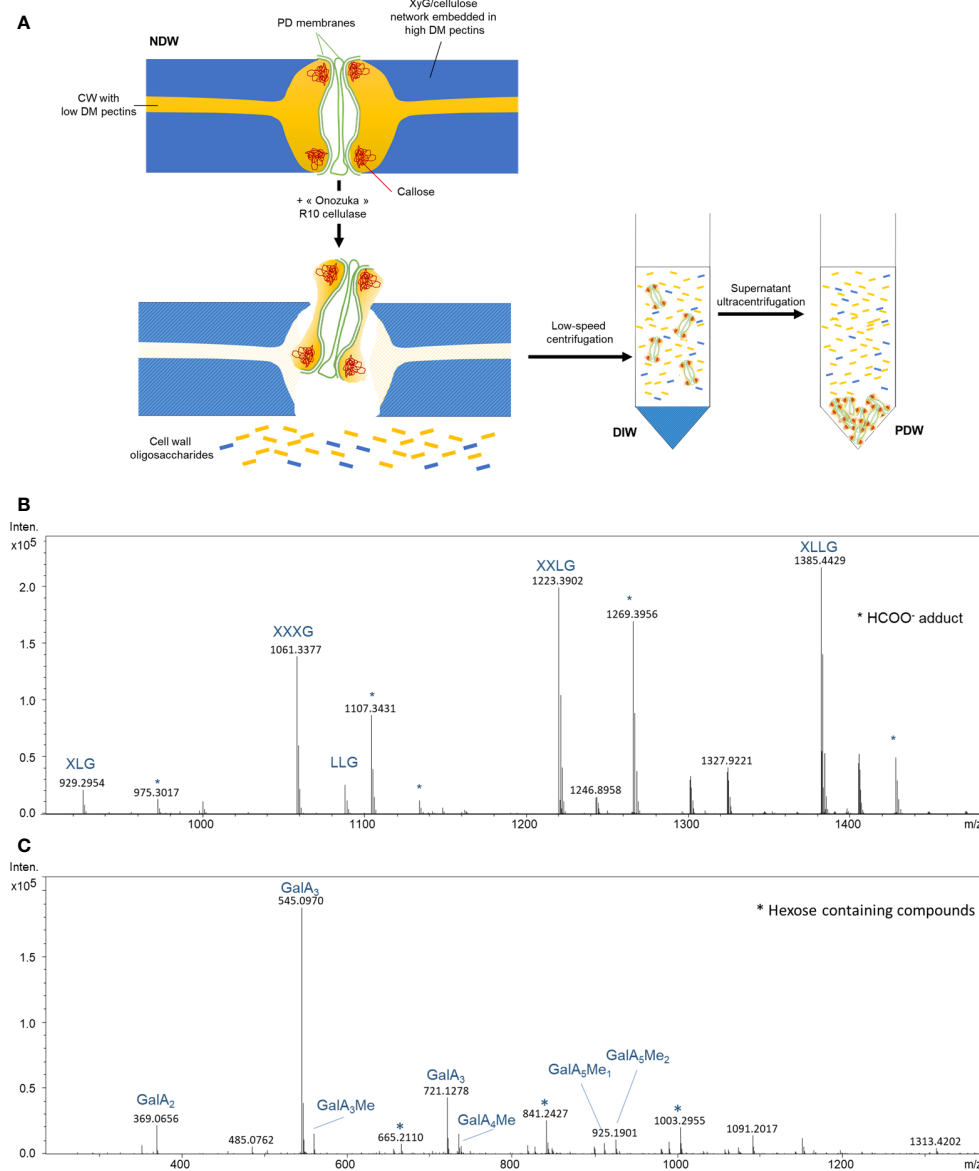 A
NDW
PD membranes
XyG/cellulose
network embedded in
high DM pectins
CW with
low DM pectins
Callose
+ « Onozuka »
R10 cellulase
Cell wall
oligosaccharides
Low-speed
centrifugation
Supernatant
ultracentrifugation
DIW
PDW
B
Inten.
x10⁵
2.0
1.5
1.0
0.5
0.0
XLG
929.2954
*
975.3017
XXXG
1061.3377
*
1107.3431
LLG
*
XXLG
1223.3902
*
1269.3956
1246.8958
1327.9221
XLLG
1385.4429
*
* HCOO⁻ adduct
1000
1100
1200
1300
1400
m/z
C
Inten.
x10⁵
1.5
1.0
0.5
0.0
GalA₂
369.0656
485.0762
GalA₃
545.0970
GalA₃Me
*
665.2110
GalA₃
721.1278
GalA₄Me
*
841.2427
GalA₅Me₁
GalA₅Me₂
925.1901
*
1003.2955
1091.2017
1313.4202
* Hexose containing compounds
400
600
800
1000
1200
m/z